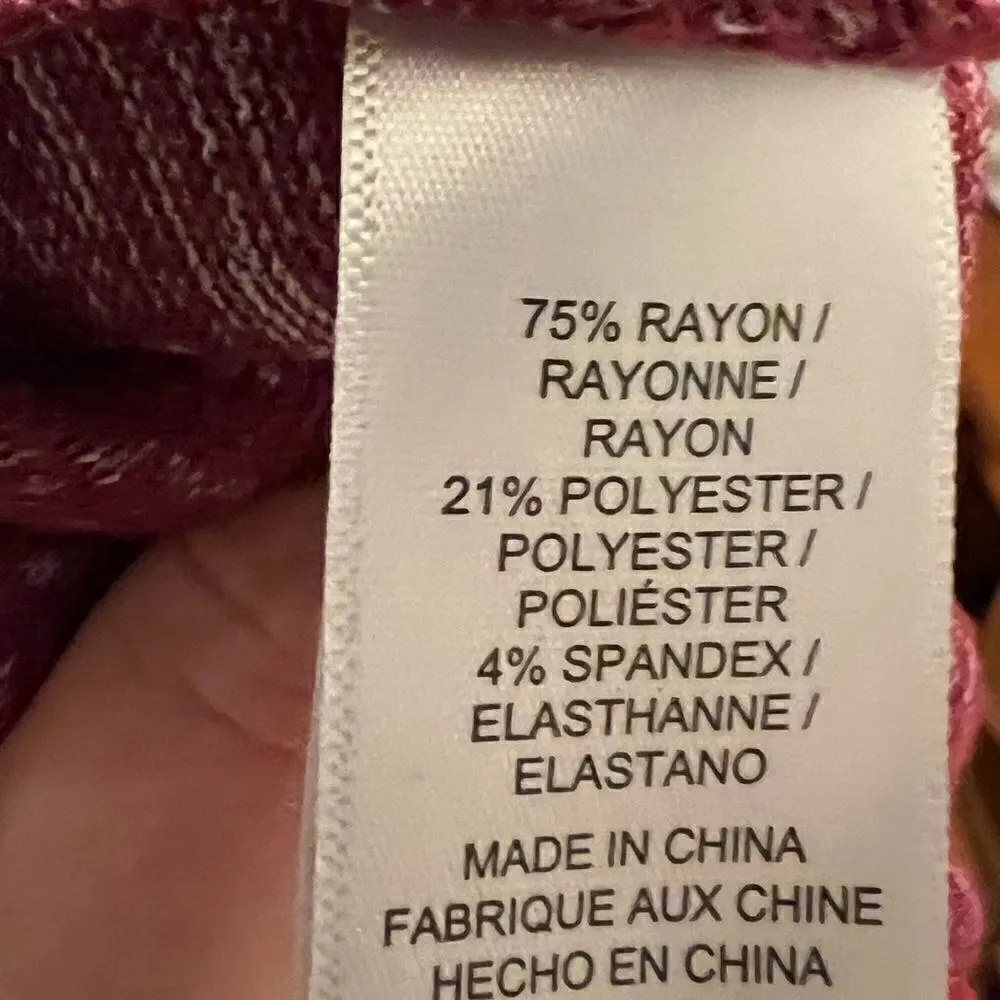 75% RAYON /
RAYONNE /
RAYON
21% POLYESTER /
POLYESTER /
POLIÉSTER
4% SPANDEX /
ELASTHANNE /
ELASTANO
MADE IN CHINA
FABRIQUE AUX CHINE
HECHO EN CHINA